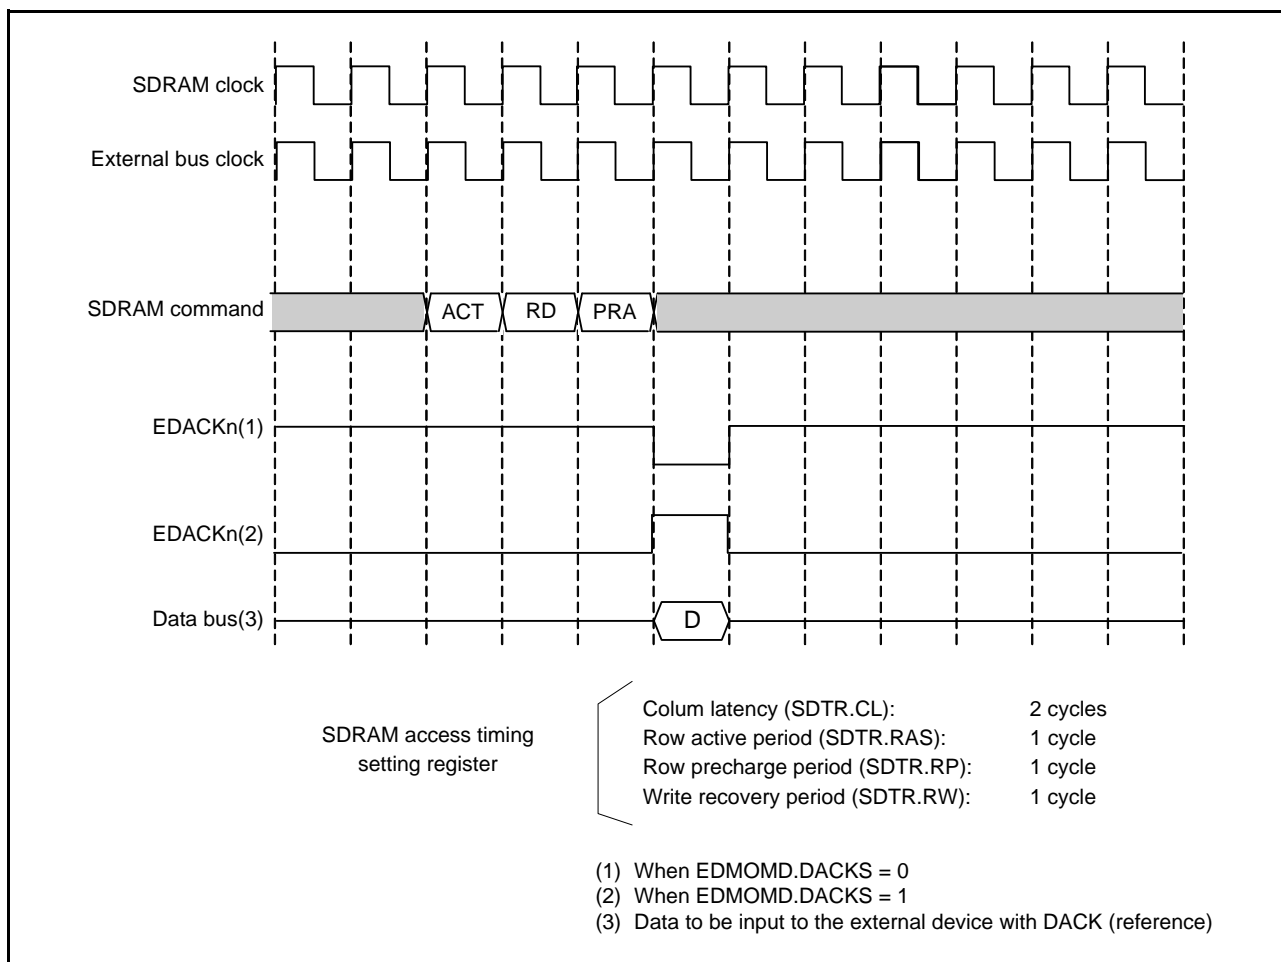 SDRAM clock
External bus clock
SDRAM command ACT RD PRA
EDACKn(1)
EDACKn(2)
Data bus(3) D
SDRAM access timing
setting register
Colum latency (SDTR.CL): 2 cycles
Row active period (SDTR.RAS): 1 cycle
Row precharge period (SDTR.RP): 1 cycle
Write recovery period (SDTR.RW): 1 cycle
(1) When EDMOMD.DACKS = 0
(2) When EDMOMD.DACKS = 1
(3) Data to be input to the external device with DACK (reference)